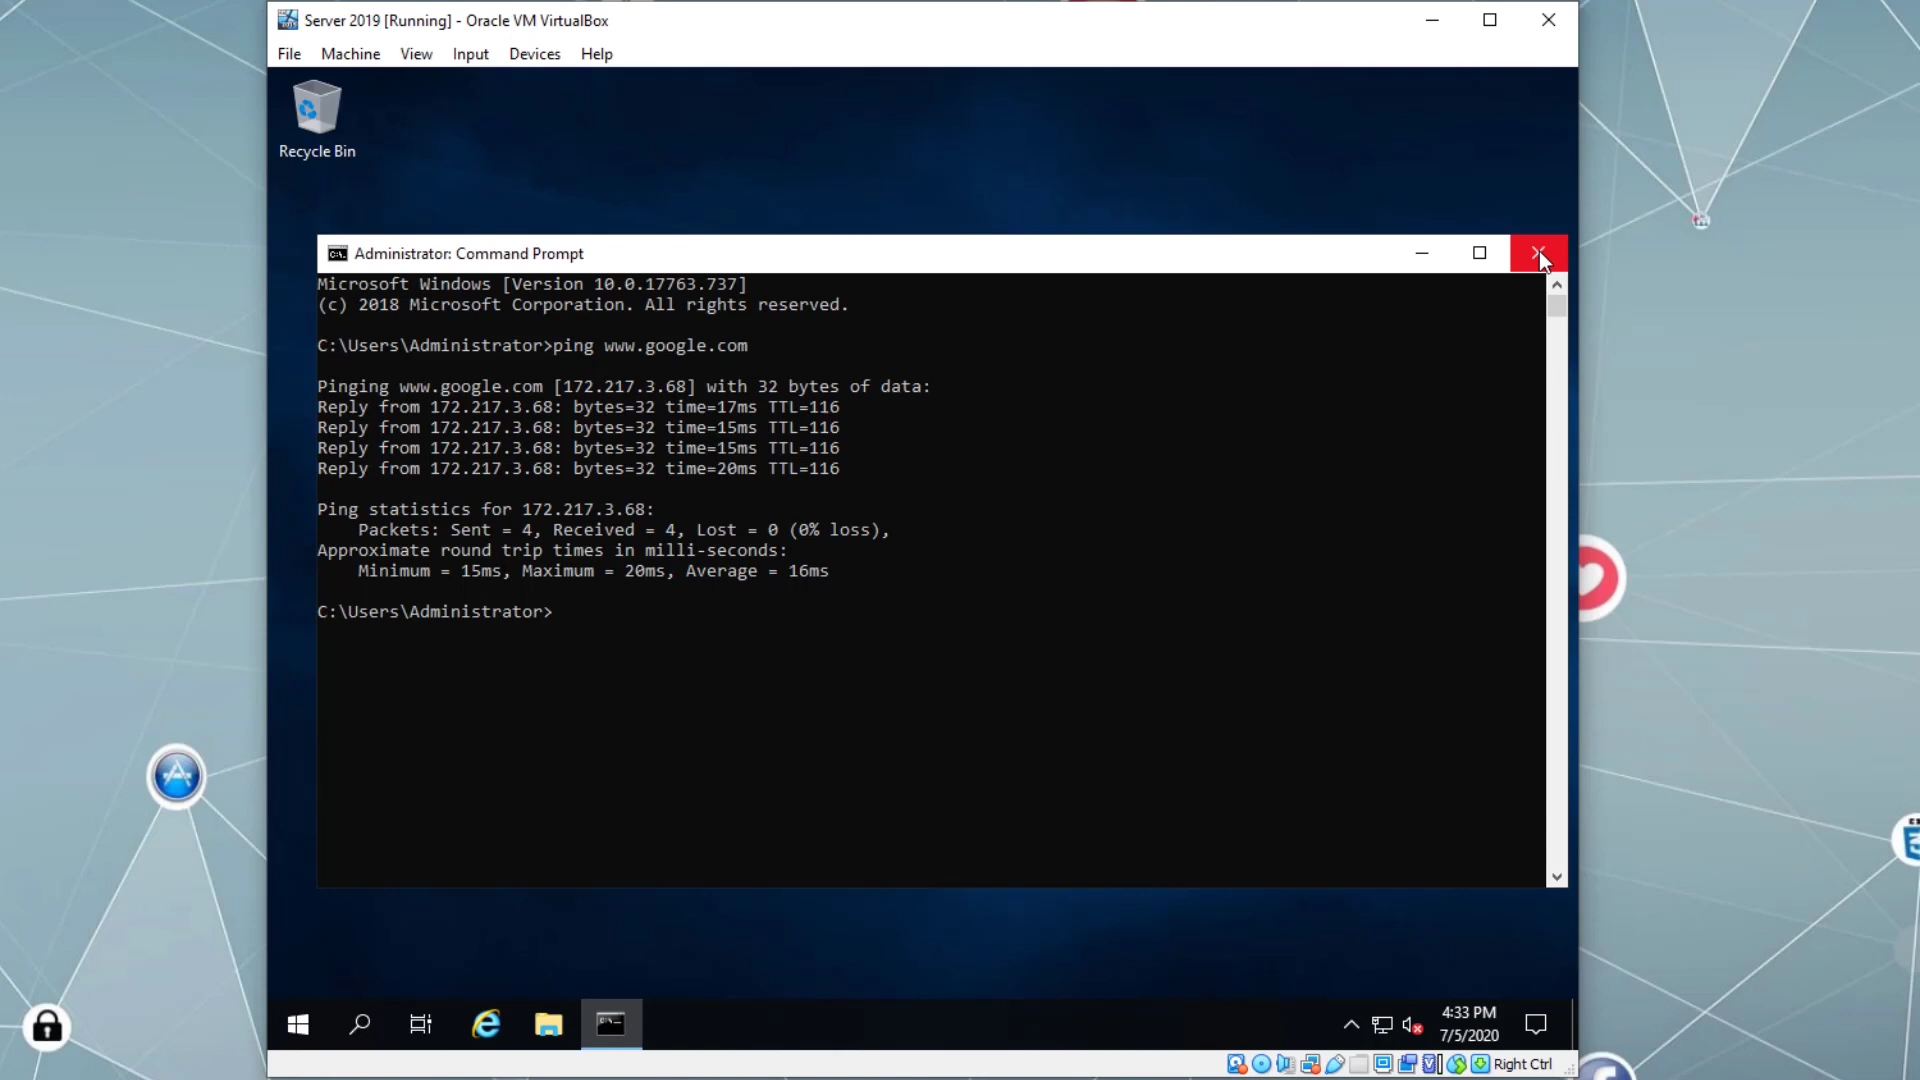 Server 2019 [Running] - Oracle VM VirtualBox
File Machine View Input Devices Help
Recycle Bin
Administrator: Command Prompt
Microsoft Windows [Version 10.0.17763.737]
(c) 2018 Microsoft Corporation. All rights reserved.
C:\Users\Administrator>ping www.google.com
Pinging www.google.com [172.217.3.68] with 32 bytes of data:
Reply from 172.217.3.68: bytes=32 time=17ms TTL=116
Reply from 172.217.3.68: bytes=32 time=15ms TTL=116
Reply from 172.217.3.68: bytes=32 time=15ms TTL=116
Reply from 172.217.3.68: bytes=32 time=20ms TTL=116
Ping statistics for 172.217.3.68:
Packets: Sent = 4, Received = 4, Lost = 0 (0% loss),
Approximate round trip times in milli-seconds:
Minimum = 15ms, Maximum = 20ms, Average = 16ms
C:\Users\Administrator>
4:33 PM
7/5/2020
Right Ctrl